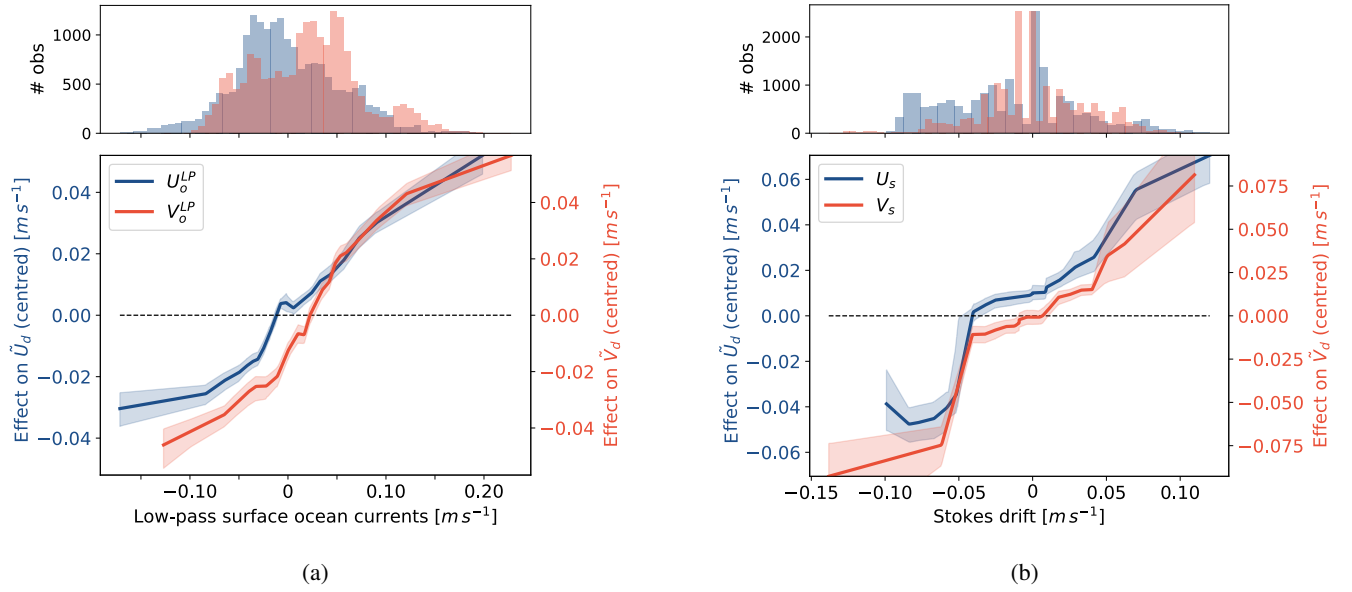 1000
500
0
# obs
U_o^{LP}
V_o^{LP}
0.04
0.02
0.00
−0.02
−0.04
Effect on Ũ_d (centred) [m s⁻¹]
0.04
0.02
0.00
−0.02
−0.04
Effect on Ṽ_d (centred) [m s⁻¹]
−0.10 0 0.10 0.20
Low-pass surface ocean currents [m s⁻¹]
(a)
2000
1000
0
# obs
U_s
V_s
0.06
0.04
0.02
0.00
−0.02
−0.04
−0.06
Effect on Ũ_d (centred) [m s⁻¹]
0.075
0.050
0.025
0.000
−0.025
−0.050
−0.075
Effect on Ṽ_d (centred) [m s⁻¹]
−0.15 −0.10 −0.05 0 0.05 0.10
Stokes drift [m s⁻¹]
(b)